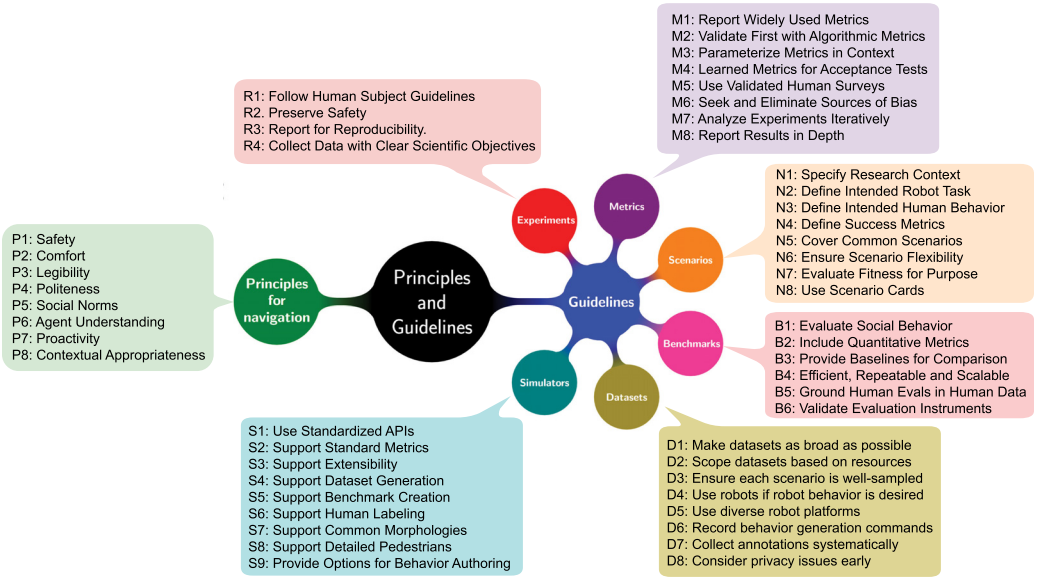 M1: Report Widely Used Metrics
M2: Validate First with Algorithmic Metrics
M3: Parameterize Metrics in Context
M4: Learned Metrics for Acceptance Tests
M5: Use Validated Human Surveys
M6: Seek and Eliminate Sources of Bias
M7: Analyze Experiments Iteratively
M8: Report Results in Depth
R1: Follow Human Subject Guidelines
R2. Preserve Safety
R3: Report for Reproducibility.
R4: Collect Data with Clear Scientific Objectives
Experiments
Metrics
Scenarios
N1: Specify Research Context
N2: Define Intended Robot Task
N3: Define Intended Human Behavior
N4: Define Success Metrics
N5: Cover Common Scenarios
N6: Ensure Scenario Flexibility
N7: Evaluate Fitness for Purpose
N8: Use Scenario Cards
P1: Safety
P2: Comfort
P3: Legibility
P4: Politeness
P5: Social Norms
P6: Agent Understanding
P7: Proactivity
P8: Contextual Appropriateness
Principles
for
navigation
Principles
and
Guidelines
Guidelines
Benchmarks
B1: Evaluate Social Behavior
B2: Include Quantitative Metrics
B3: Provide Baselines for Comparison
B4: Efficient, Repeatable and Scalable
B5: Ground Human Evals in Human Data
B6: Validate Evaluation Instruments
Simulators
Datasets
S1: Use Standardized APIs
S2: Support Standard Metrics
S3: Support Extensibility
S4: Support Dataset Generation
S5: Support Benchmark Creation
S6: Support Human Labeling
S7: Support Common Morphologies
S8: Support Detailed Pedestrians
S9: Provide Options for Behavior Authoring
D1: Make datasets as broad as possible
D2: Scope datasets based on resources
D3: Ensure each scenario is well-sampled
D4: Use robots if robot behavior is desired
D5: Use diverse robot platforms
D6: Record behavior generation commands
D7: Collect annotations systematically
D8: Consider privacy issues early